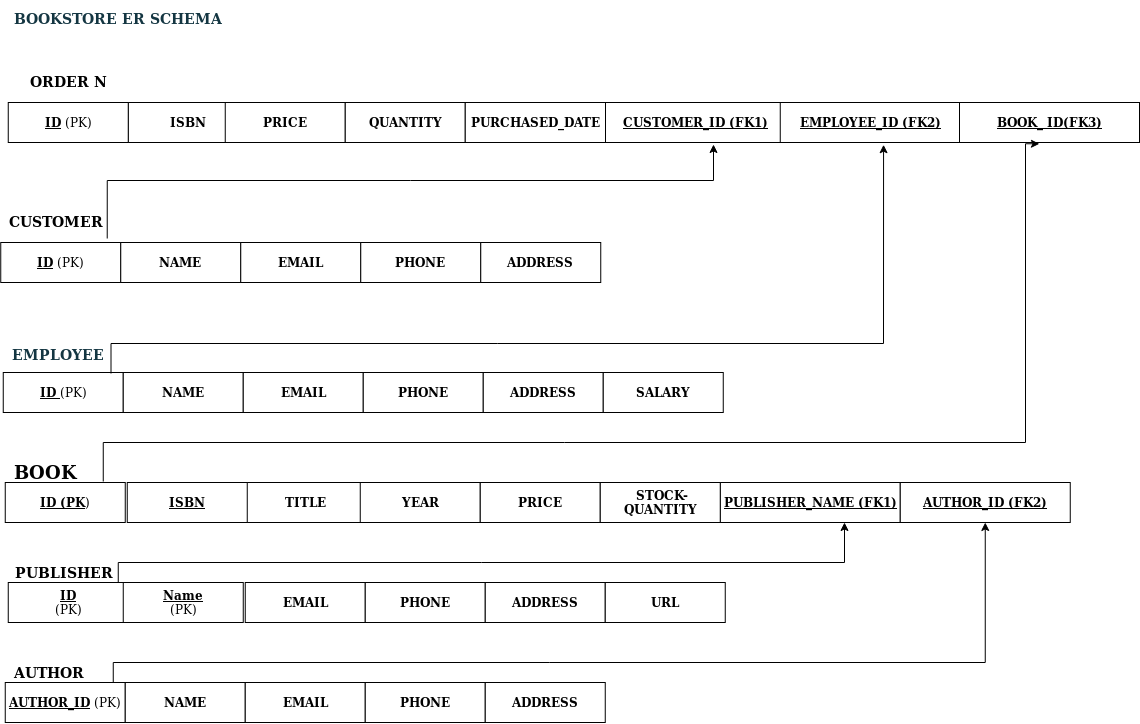 BOOKSTORE ER SCHEMA
ORDER N
ID (PK) ISBN PRICE QUANTITY PURCHASED_DATE CUSTOMER_ID (FK1) EMPLOYEE_ID (FK2) BOOK_ ID(FK3)
CUSTOMER
ID (PK) NAME EMAIL PHONE ADDRESS
EMPLOYEE
ID (PK) NAME EMAIL PHONE ADDRESS SALARY
BOOK
ID (PK) ISBN TITLE YEAR PRICE STOCK-
QUANTITY PUBLISHER_NAME (FK1) AUTHOR_ID (FK2)
PUBLISHER
ID
(PK) Name
(PK) EMAIL PHONE ADDRESS URL
AUTHOR
AUTHOR_ID (PK) NAME EMAIL PHONE ADDRESS